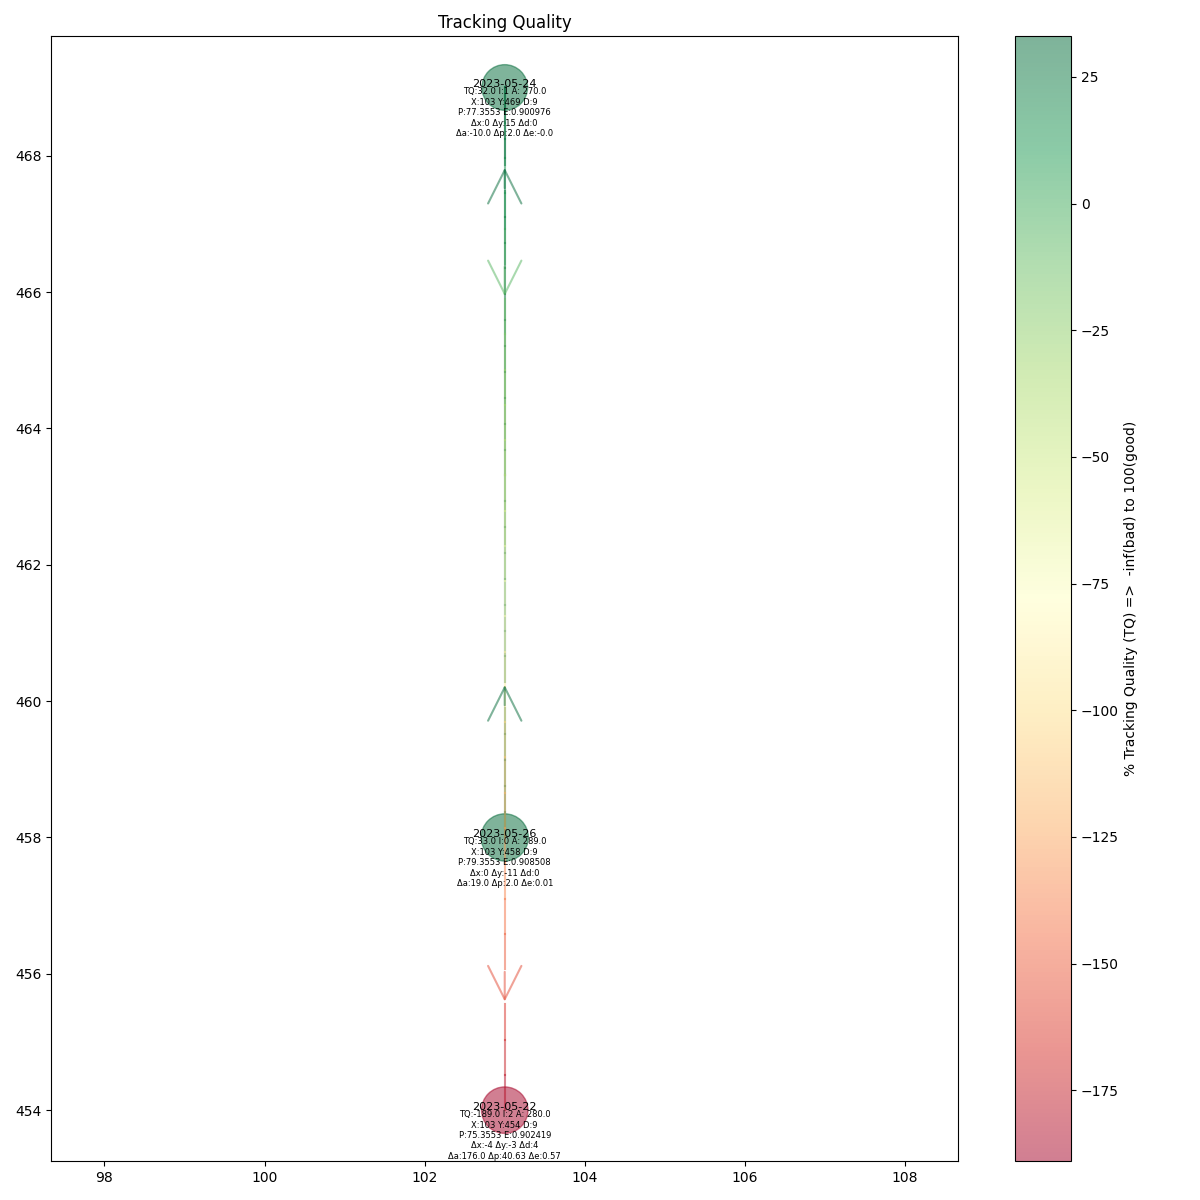 Tracking Quality
2023-05-24
TQ:32.0 I:1 A: 270.0
X:103 Y:469 D:9
P:77.3553 E:0.900976
Δx:0 Δy:15 Δd:0
Δa:-10.0 Δp:2.0 Δe:-0.0
2023-05-26
TQ:33.0 I:0 A: 289.0
X:103 Y:458 D:9
P:79.3553 E:0.908508
Δx:0 Δy:-11 Δd:0
Δa:19.0 Δp:2.0 Δe:0.01
2023-05-22
TQ:-189.0 I:2 A: 280.0
X:103 Y:454 D:9
P:75.3553 E:0.902419
Δx:-4 Δy:-3 Δd:4
Δa:176.0 Δp:40.63 Δe:0.57
468
466
464
462
460
458
456
454
98
100
102
104
106
108
25
0
−25
−50
−75
−100
−125
−150
−175
% Tracking Quality (TQ) => -inf(bad) to 100(good)